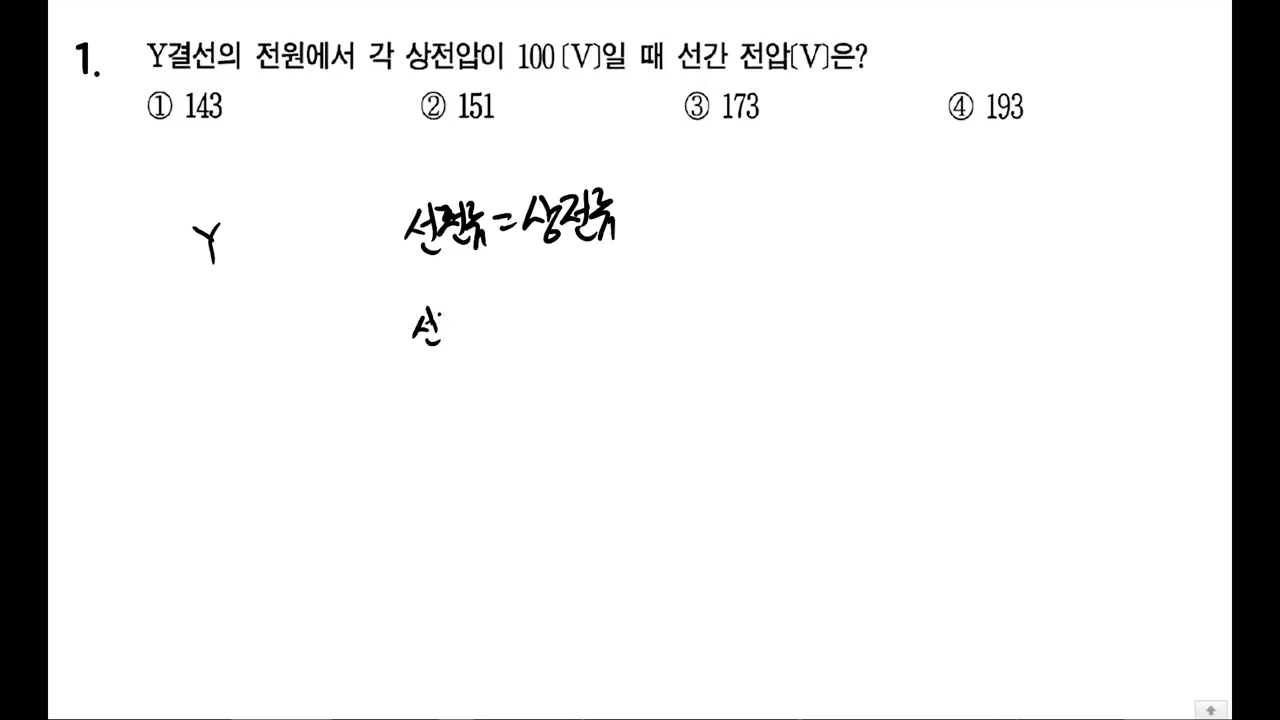 1. Y결선의 전원에서 각 상전압이 100〔V〕일 때 선간 전압〔V〕은?
① 143 ② 151 ③ 173 ④ 193
Y 선전류 = 상전류
선